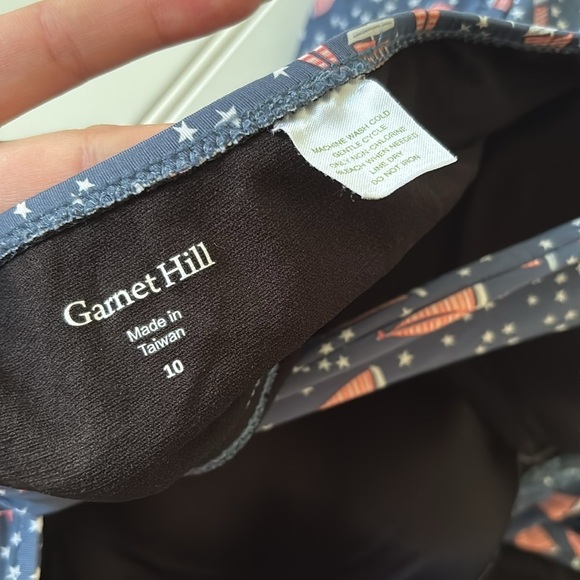 MACHINE WASH COLD
GENTLE CYCLE
ONLY NON-CHLORINE
BLEACH WHEN NEEDED
LINE DRY
DO NOT IRON
Garnet Hill
Made in
Taiwan
10